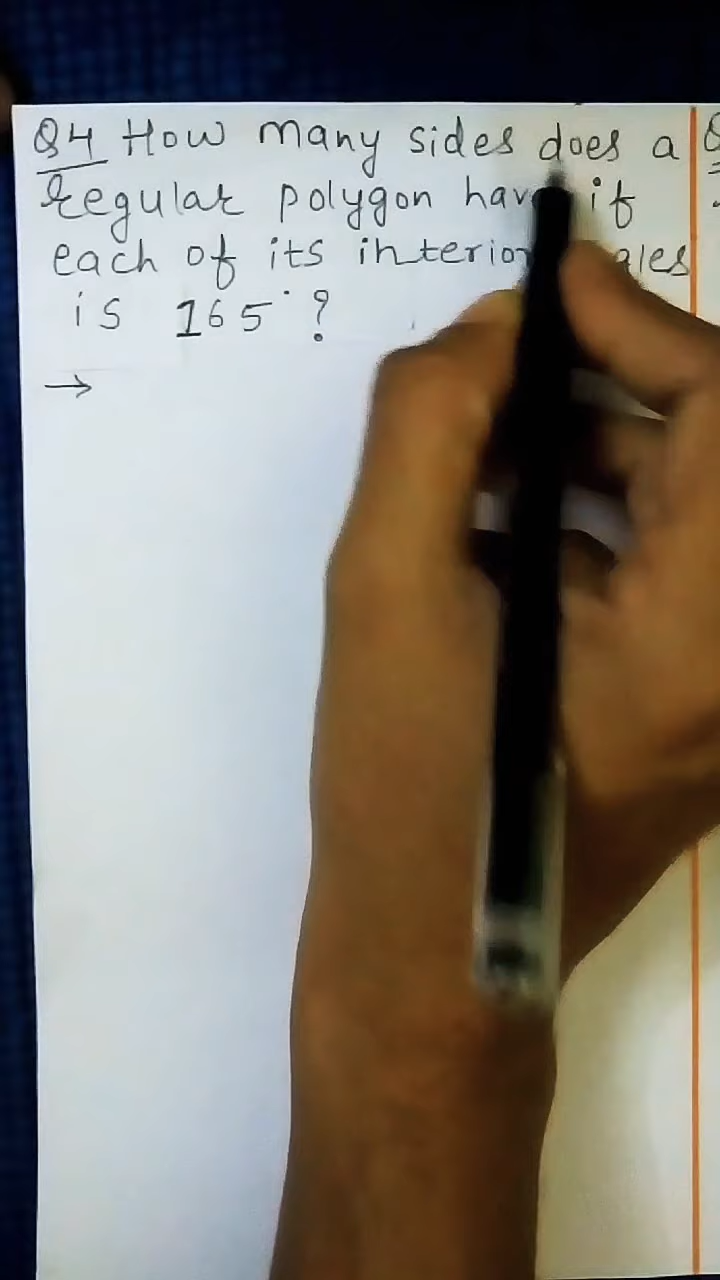 Q4 How many sides does a
regular polygon have if
each of its interior
is 165° ?
→